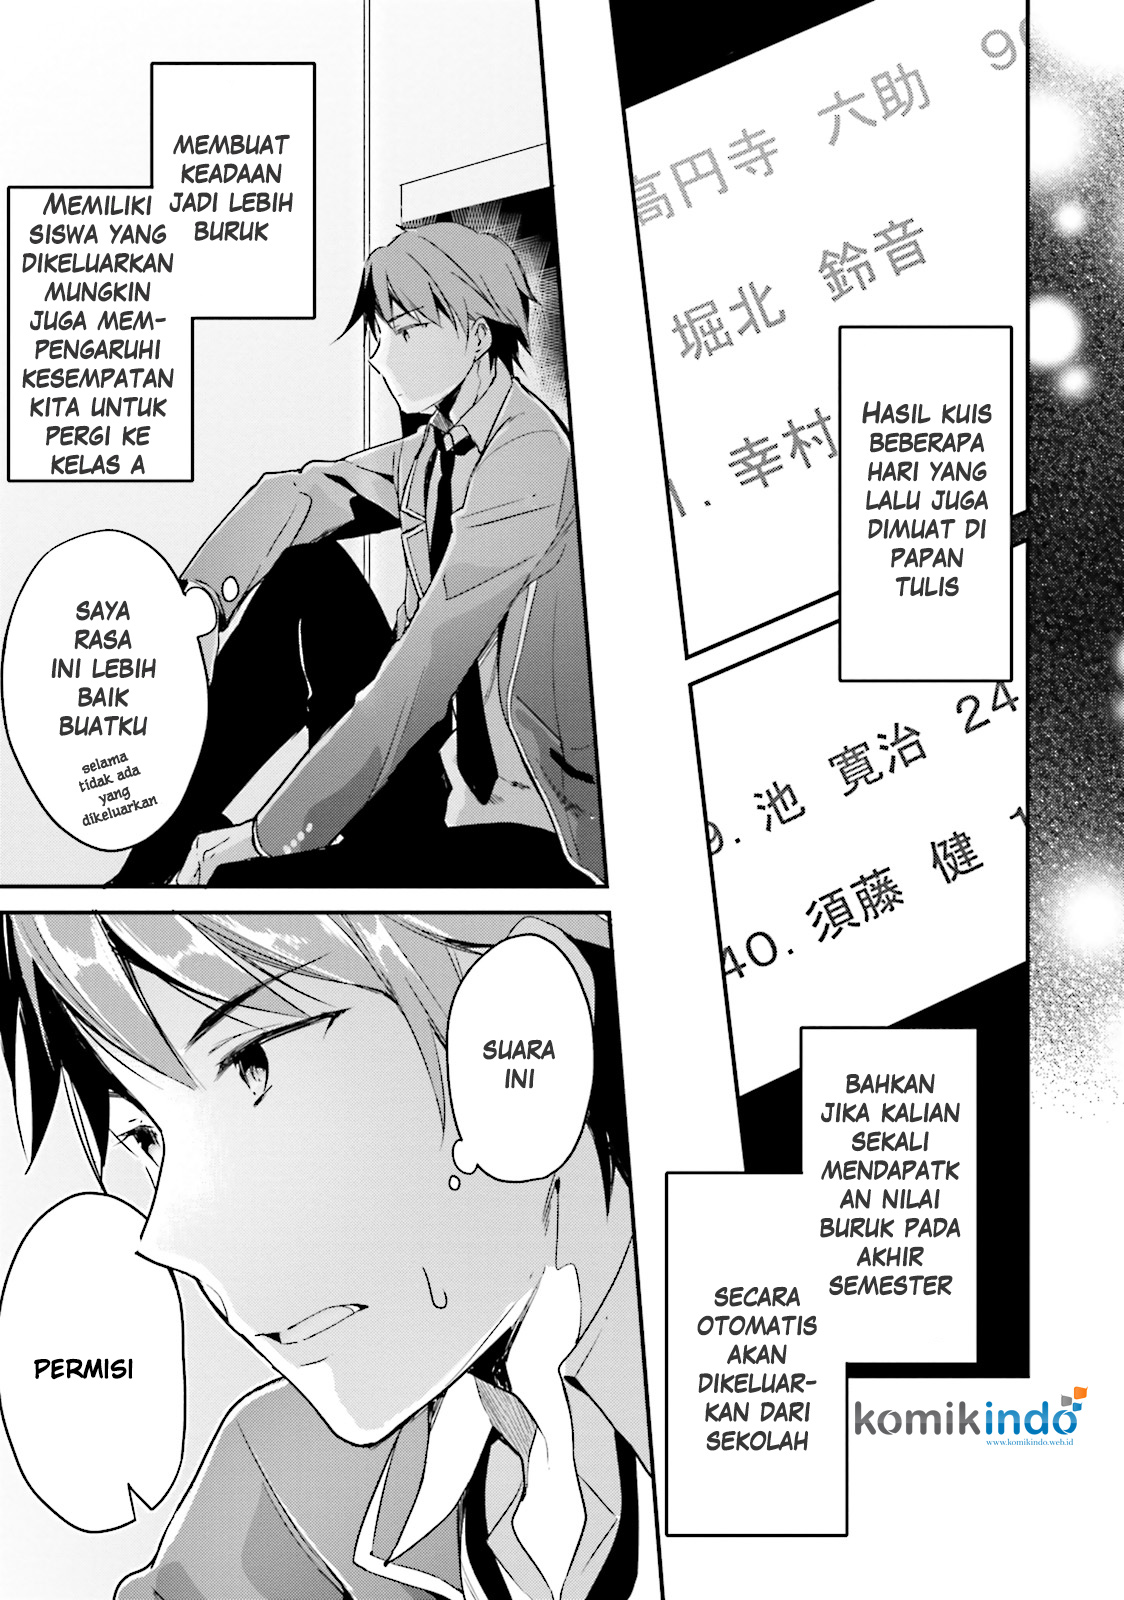 高円寺 六助 90
堀北 鈴音
1. 幸村
HASIL KUIS
BEBERAPA
HARI YANG
LALU JUGA
DIMUAT DI
PAPAN
TULIS
9. 池 寛治 24
40. 須藤 健 1
BAHKAN
JIKA KALIAN
SEKALI
MENDAPATK
AN NILAI
BURUK PADA
AKHIR
SEMESTER
SECARA
OTOMATIS
AKAN
DIKELUAR-
KAN DARI
SEKOLAH
MEMBUAT
KEADAAN
JADI LEBIH
BURUK
MEMILIKI
SISWA YANG
DIKELUARKAN
MUNGKIN
JUGA MEM-
PENGARUHI
KESEMPATAN
KITA UNTUK
PERGI KE
KELAS A
SAYA
RASA
INI LEBIH
BAIK
BUATKU
selama
tidak ada
yang
dikeluarkan
SUARA
INI
PERMISI
komikindo
www.komikindo.web.id